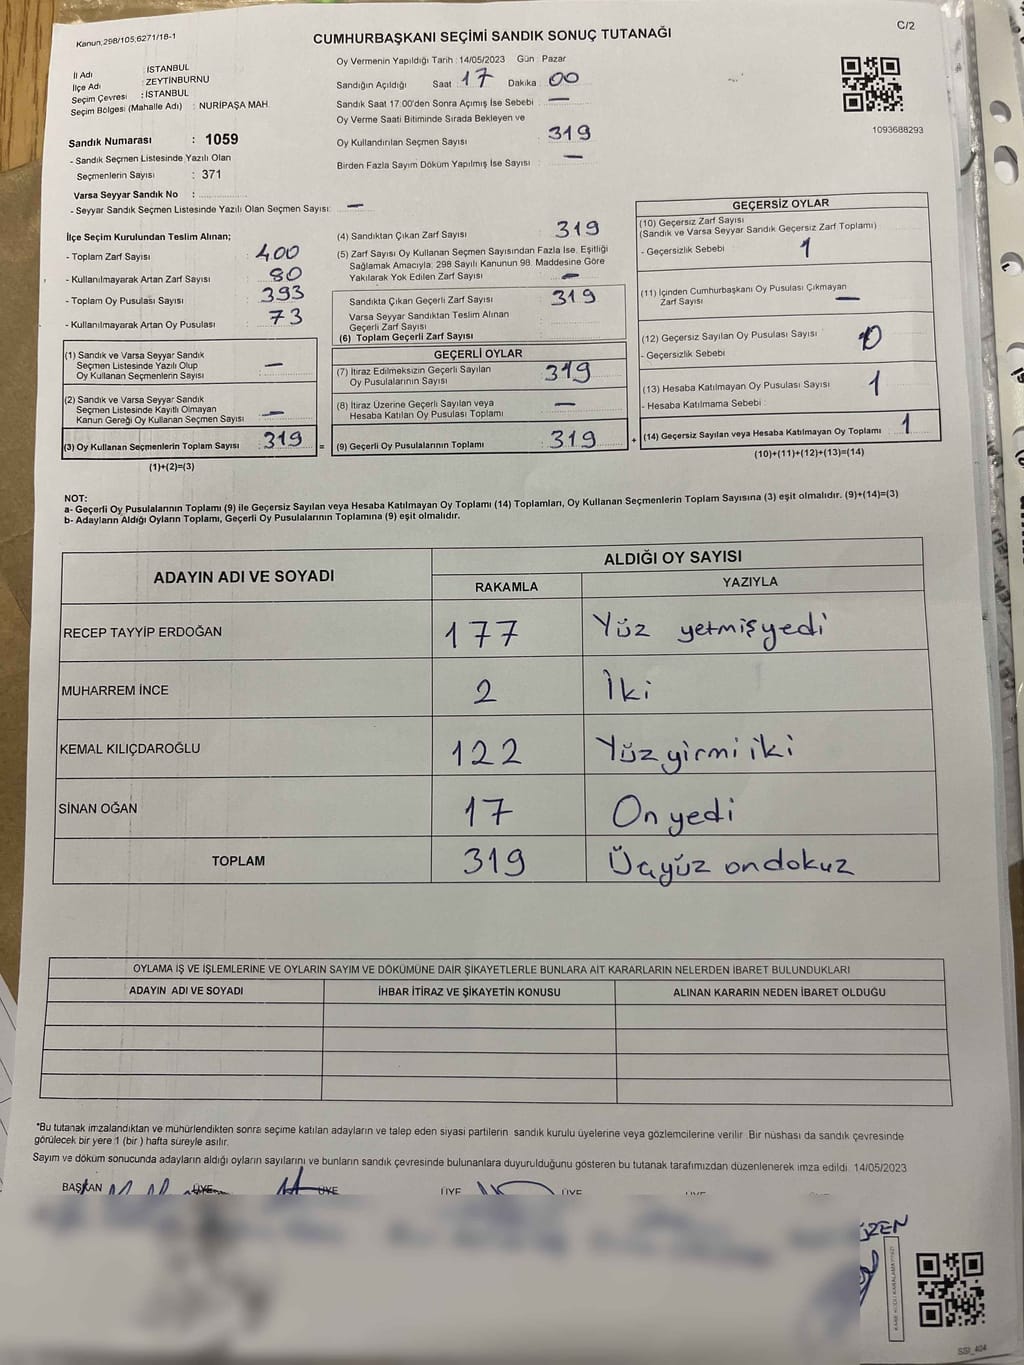 Kanun,298/105,6271/18-1
C/2
CUMHURBAŞKANI SEÇİMİ SANDIK SONUÇ TUTANAĞI
İl Adı : İSTANBUL
İlçe Adı : ZEYTİNBURNU
Seçim Çevresi : İSTANBUL
Seçim Bölgesi (Mahalle Adı) : NURİPAŞA MAH
Sandık Numarası : 1059
- Sandık Seçmen Listesinde Yazılı Olan
Seçmenlerin Sayısı : 371
Varsa Seyyar Sandık No :
- Seyyar Sandık Seçmen Listesinde Yazılı Olan Seçmen Sayısı: —
Oy Vermenin Yapıldığı Tarih : 14/05/2023 Gün : Pazar
Sandığın Açıldığı Saat : 17 Dakika : 00
Sandık Saat 17:00'den Sonra Açımış İse Sebebi : —
Oy Verme Saati Bitiminde Sırada Bekleyen ve
Oy Kullandırılan Seçmen Sayısı : 319
Birden Fazla Sayım Döküm Yapılmış İse Sayısı : —
1093688293
İlçe Seçim Kurulundan Teslim Alınan;
- Toplam Zarf Sayısı : 400
- Kullanılmayarak Artan Zarf Sayısı : 80
- Toplam Oy Pusulası Sayısı : 393
- Kullanılmayarak Artan Oy Pusulası : 73
(1) Sandık ve Varsa Seyyar Sandık
Seçmen Listesinde Yazılı Olup
Oy Kullanan Seçmenlerin Sayısı : —
(2) Sandık ve Varsa Seyyar Sandık
Seçmen Listesinde Kayıtlı Olmayan
Kanun Gereği Oy Kullanan Seçmen Sayısı : —
(3) Oy Kullanan Seçmenlerin Toplam Sayısı : 319 =
(1)+(2)=(3)
(4) Sandıktan Çıkan Zarf Sayısı : 319
(5) Zarf Sayısı Oy Kullanan Seçmen Sayısından Fazla İse, Eşitliği
Sağlamak Amacıyla, 298 Sayılı Kanunun 98. Maddesine Göre
Yakılarak Yok Edilen Zarf Sayısı : —
Sandıkta Çıkan Geçerli Zarf Sayısı : 319
Varsa Seyyar Sandıktan Teslim Alınan
Geçerli Zarf Sayısı :
(6) Toplam Geçerli Zarf Sayısı :
GEÇERLİ OYLAR
(7) İtiraz Edilmeksizin Geçerli Sayılan
Oy Pusulalarının Sayısı : 319
(8) İtiraz Üzerine Geçerli Sayılan veya
Hesaba Katılan Oy Pusulası Toplamı : —
(9) Geçerli Oy Pusulalarının Toplamı : 319 +
GEÇERSİZ OYLAR
(10) Geçersiz Zarf Sayısı
(Sandık ve Varsa Seyyar Sandık Geçersiz Zarf Toplamı)
- Geçersizlik Sebebi : 1
(11) İçinden Cumhurbaşkanı Oy Pusulası Çıkmayan
Zarf Sayısı : —
(12) Geçersiz Sayılan Oy Pusulası Sayısı : 0
- Geçersizlik Sebebi :
(13) Hesaba Katılmayan Oy Pusulası Sayısı : 1
- Hesaba Katılmama Sebebi :
(14) Geçersiz Sayılan veya Hesaba Katılmayan Oy Toplamı : 1
(10)+(11)+(12)+(13)=(14)
NOT:
a- Geçerli Oy Pusulalarının Toplamı (9) ile Geçersiz Sayılan veya Hesaba Katılmayan Oy Toplamı (14) Toplamları, Oy Kullanan Seçmenlerin Toplam Sayısına (3) eşit olmalıdır. (9)+(14)=(3)
b- Adayların Aldığı Oyların Toplamı, Geçerli Oy Pusulalarının Toplamına (9) eşit olmalıdır.
ADAYIN ADI VE SOYADI
ALDIĞI OY SAYISI
RAKAMLA YAZIYLA
RECEP TAYYİP ERDOĞAN 177 Yüz yetmişyedi
MUHARREM İNCE 2 İki
KEMAL KILIÇDAROĞLU 122 Yüzyirmi iki
SİNAN OĞAN 17 On yedi
TOPLAM 319 Üçyüz ondokuz
OYLAMA İŞ VE İŞLEMLERİNE VE OYLARIN SAYIM VE DÖKÜMÜNE DAİR ŞİKAYETLERLE BUNLARA AİT KARARLARIN NELERDEN İBARET BULUNDUKLARI
ADAYIN ADI VE SOYADI İHBAR İTİRAZ VE ŞİKAYETİN KONUSU ALINAN KARARIN NEDEN İBARET OLDUĞU
*Bu tutanak imzalandıktan ve mühürlendikten sonra seçime katılan adayların ve talep eden siyasi partilerin sandık kurulu üyelerine veya gözlemcilerine verilir. Bir nüshası da sandık çevresinde
görülecek bir yere 1 (bir) hafta süreyle asılır.
Sayım ve döküm sonucunda adayların aldığı oyların sayılarını ve bunların sandık çevresinde bulunanlara duyurulduğunu gösteren bu tutanak tarafımızdan düzenlenerek imza edildi. 14/05/2023
BAŞKAN ÜYE ÜYE ÜYE ÜYE ÜYE